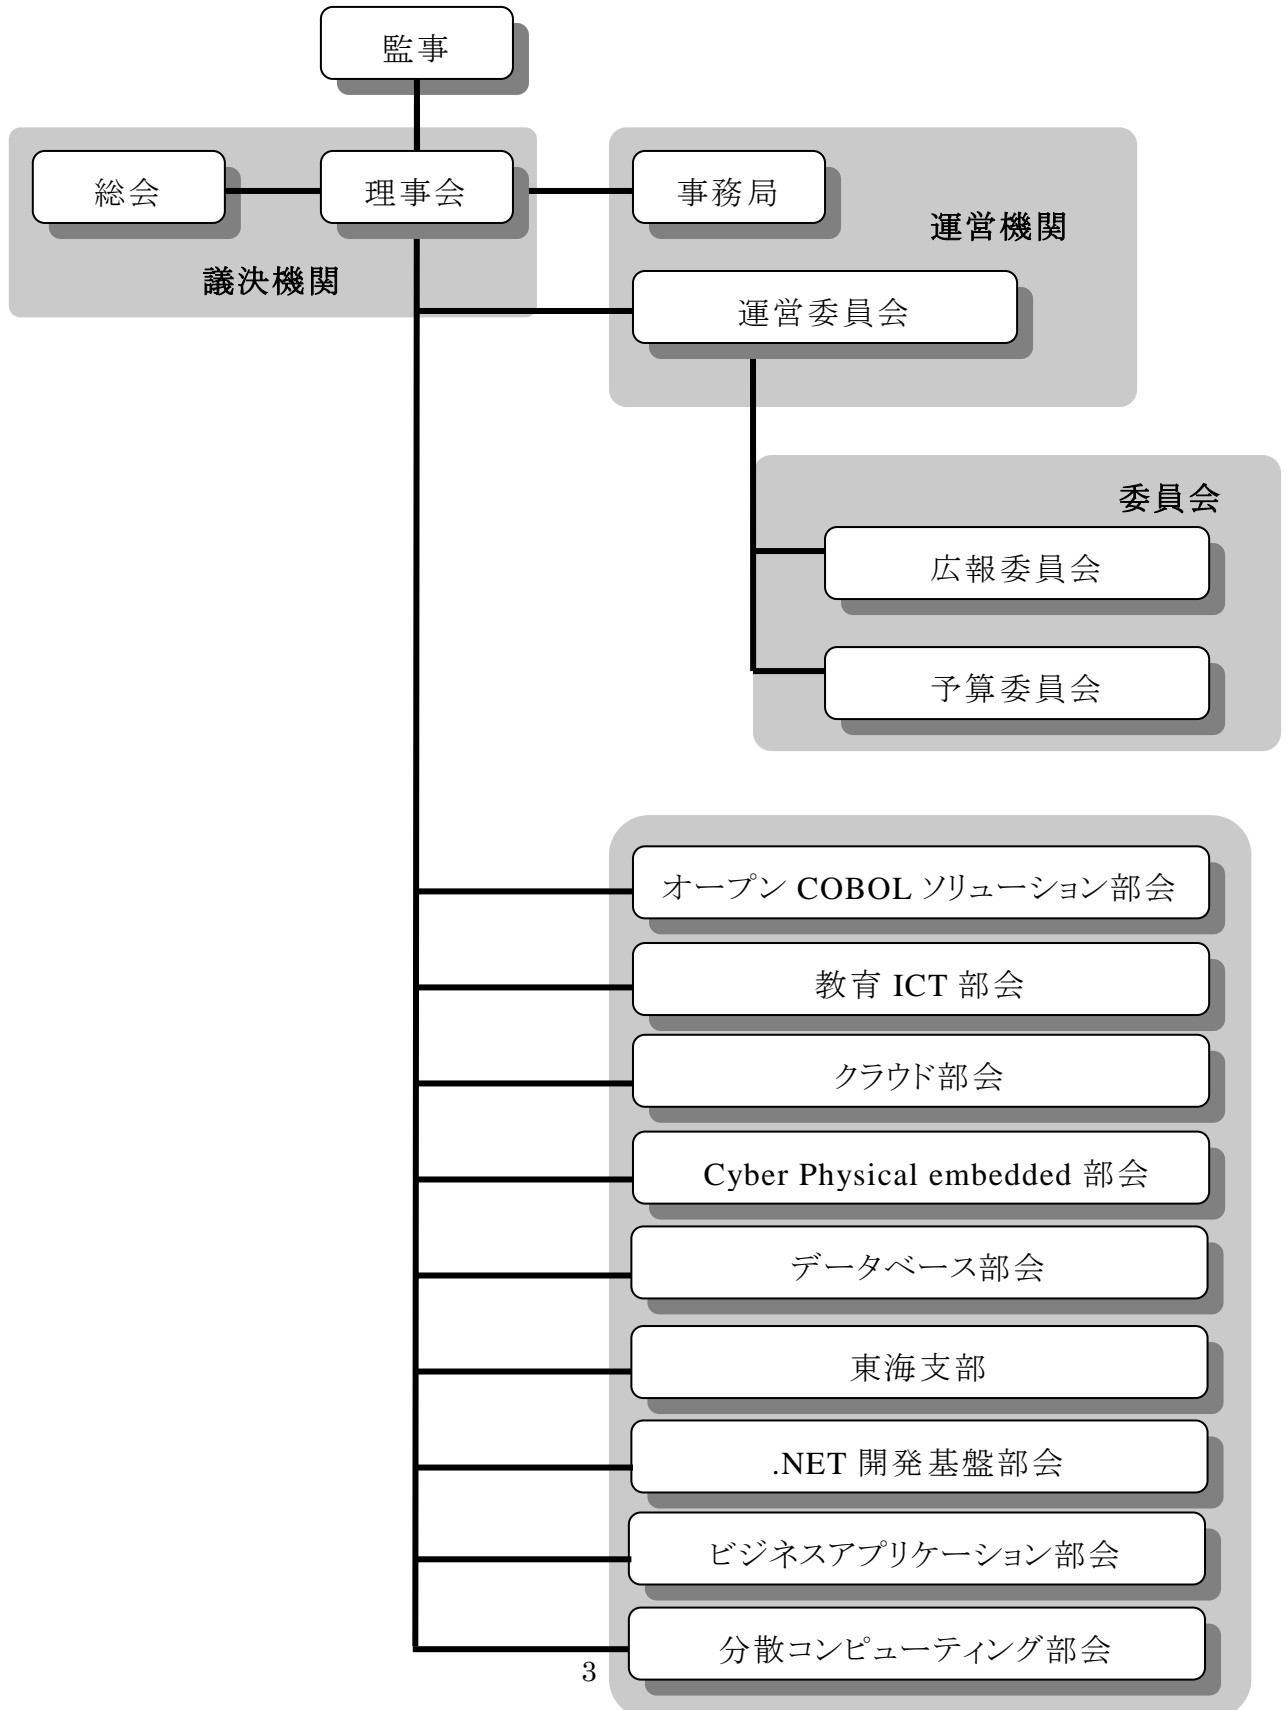 監事
総会
理事会
事務局
運営機関
議決機関
運営委員会
委員会
広報委員会
予算委員会
オープン COBOL ソリューション部会
教育 ICT 部会
クラウド部会
Cyber Physical embedded 部会
データベース部会
東海支部
.NET 開発基盤部会
ビジネスアプリケーション部会
分散コンピューティング部会
3